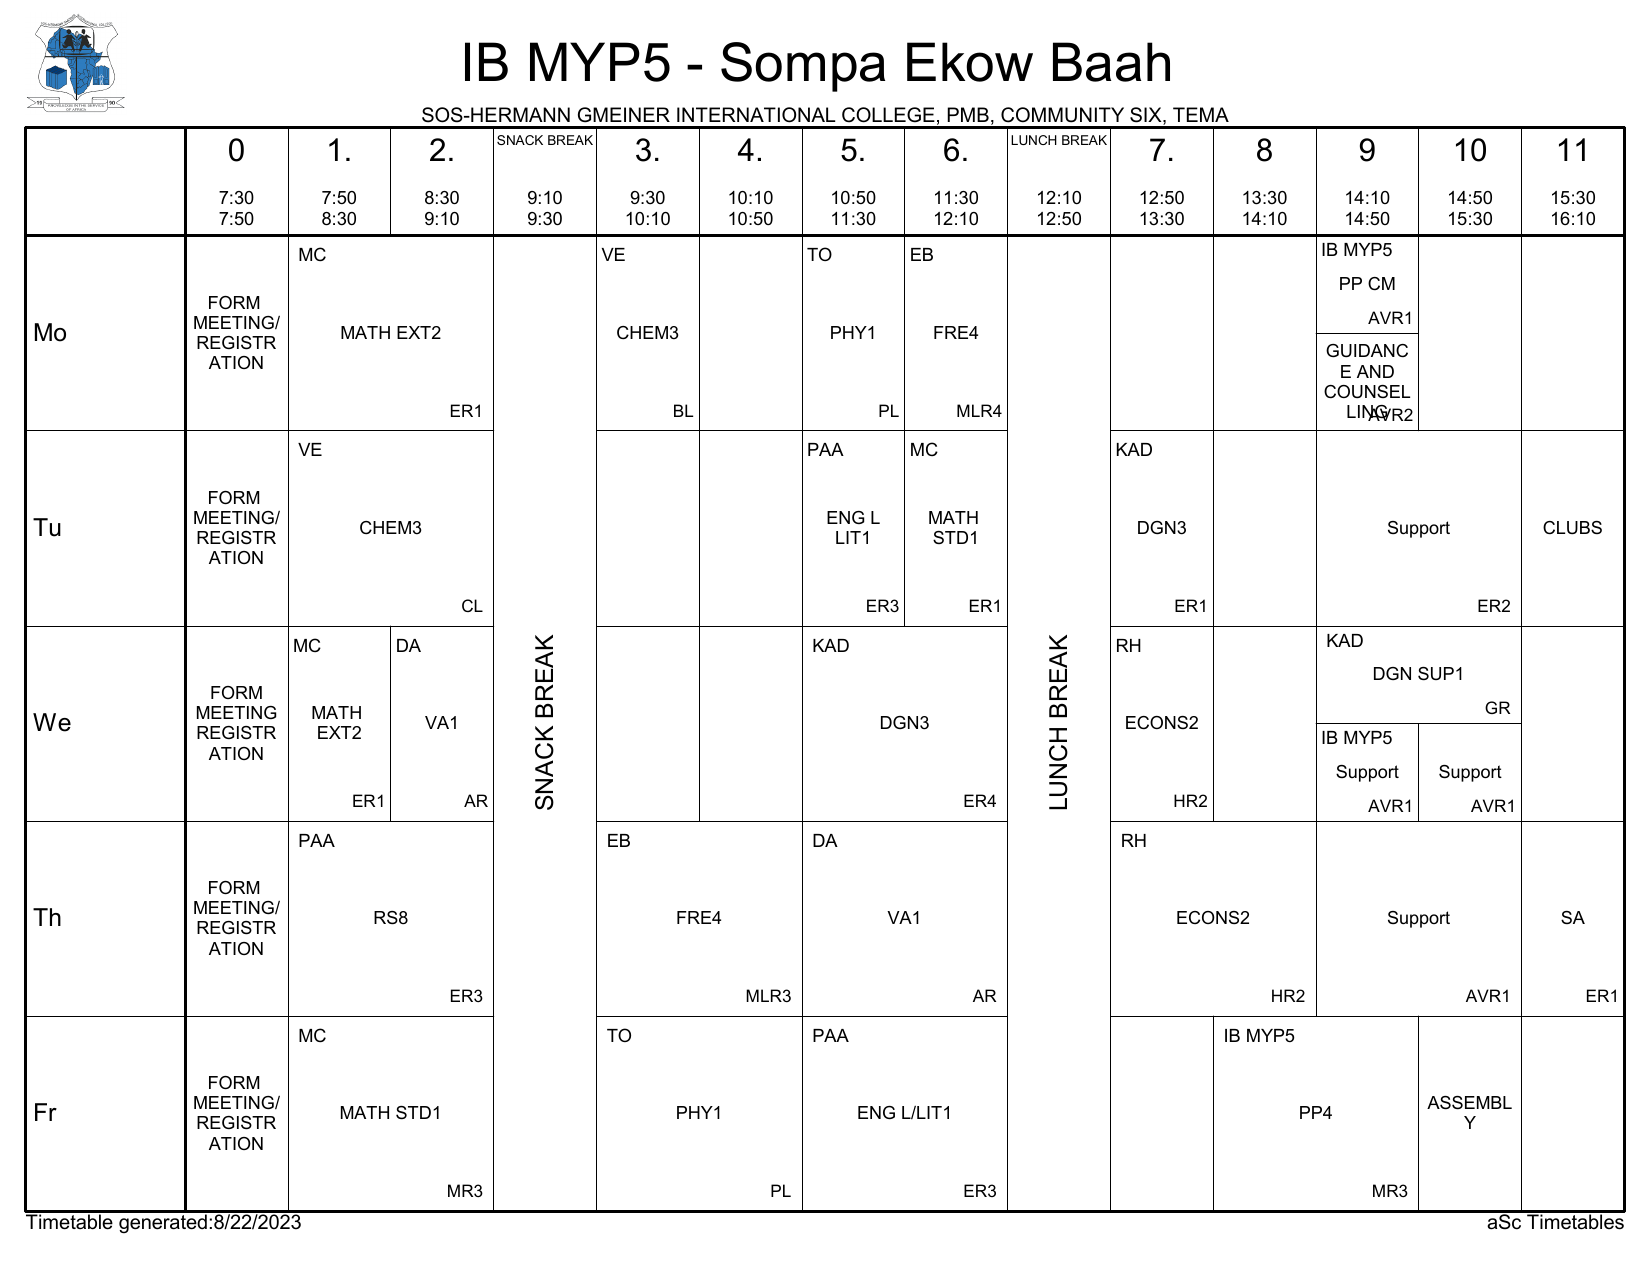 IB MYP5 - Sompa Ekow Baah
SOS-HERMANN GMEINER INTERNATIONAL COLLEGE, PMB, COMMUNITY SIX, TEMA
0 1. 2. SNACK BREAK 3. 4. 5. 6. LUNCH BREAK 7. 8 9 10 11
7:30 7:50 8:30 9:10 9:30 10:10 10:50 11:30 12:10 12:50 13:30 14:10 14:50 15:30
7:50 8:30 9:10 9:30 10:10 10:50 11:30 12:10 12:50 13:30 14:10 14:50 15:30 16:10
Mo
FORM
MEETING/
REGISTR
ATION
MC
MATH EXT2
ER1
VE
CHEM3
BL
TO
PHY1
PL
EB
FRE4
MLR4
IB MYP5
PP CM
AVR1
GUIDANC
E AND
COUNSEL
LING
AVR2
Tu
FORM
MEETING/
REGISTR
ATION
VE
CHEM3
CL
PAA
ENG L
LIT1
ER3
MC
MATH
STD1
ER1
KAD
DGN3
ER1
Support
ER2
CLUBS
We
FORM
MEETING
REGISTR
ATION
MC
MATH
EXT2
ER1
DA
VA1
AR
SNACK BREAK
KAD
DGN3
ER4
LUNCH BREAK
RH
ECONS2
HR2
KAD
DGN SUP1
GR
IB MYP5
Support
AVR1
Support
AVR1
Th
FORM
MEETING/
REGISTR
ATION
PAA
RS8
ER3
EB
FRE4
MLR3
DA
VA1
AR
RH
ECONS2
HR2
Support
AVR1
SA
ER1
Fr
FORM
MEETING/
REGISTR
ATION
MC
MATH STD1
MR3
TO
PHY1
PL
PAA
ENG L/LIT1
ER3
IB MYP5
PP4
MR3
ASSEMBL
Y
Timetable generated:8/22/2023
aSc Timetables